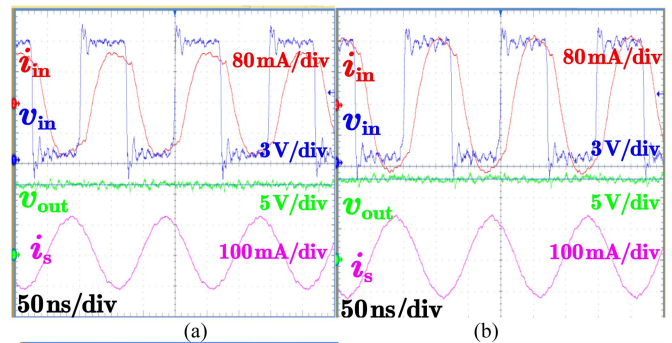 80 mA/div
i_in
v_in
3 V/div
v_out
5 V/div
i_s
100 mA/div
50 ns/div
(a)
80 mA/div
i_in
v_in
3 V/div
v_out
5 V/div
i_s
100 mA/div
50 ns/div
(b)